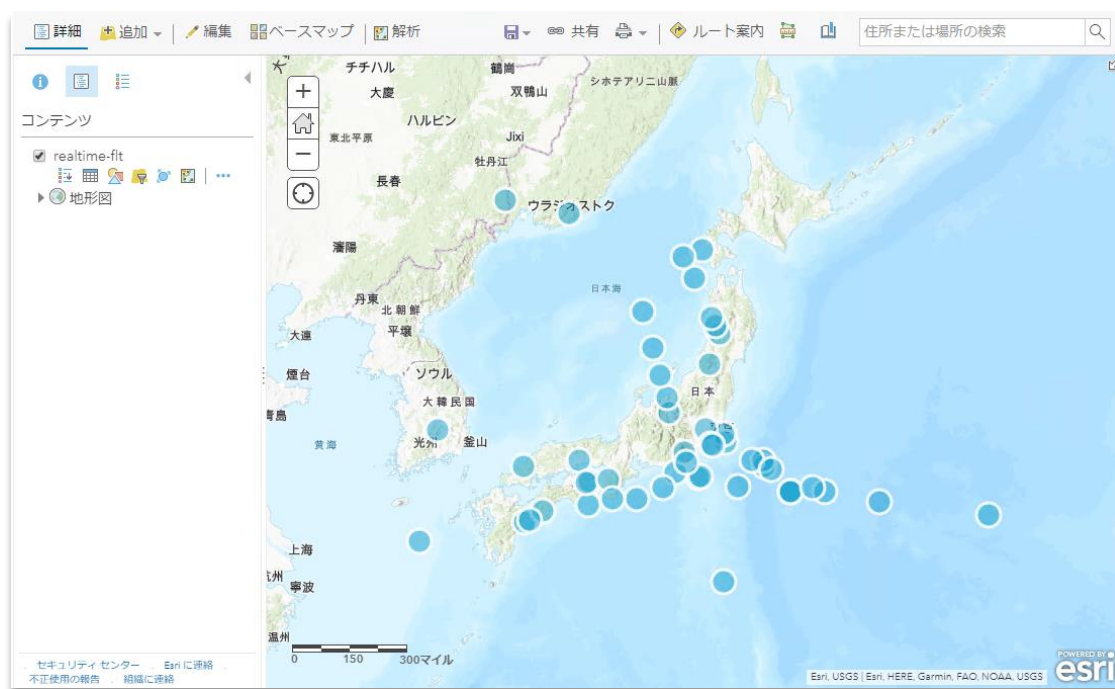 詳細 追加 編集 ベースマップ 解析 共有 ルート案内 住所または場所の検索
コンテンツ
realtime-flt
地形図
セキュリティ センター Esri に連絡
不正使用の報告 組織に連絡
チチハル
鶴崗
シホテアリニ山脈
大慶
双鴨山
ハルビン
東北平原
Jixi
牡丹江
長春
ウラジオストク
瀋陽
日本海
丹東
北朝鮮
平壌
大連
煙台
ソウル
大韓民国
日本
青島
黄海
光州
釜山
上海
杭州
寧波
温州
0 150 300マイル
Esri, USGS | Esri, HERE, Garmin, FAO, NOAA, USGS
POWERED BY
esri